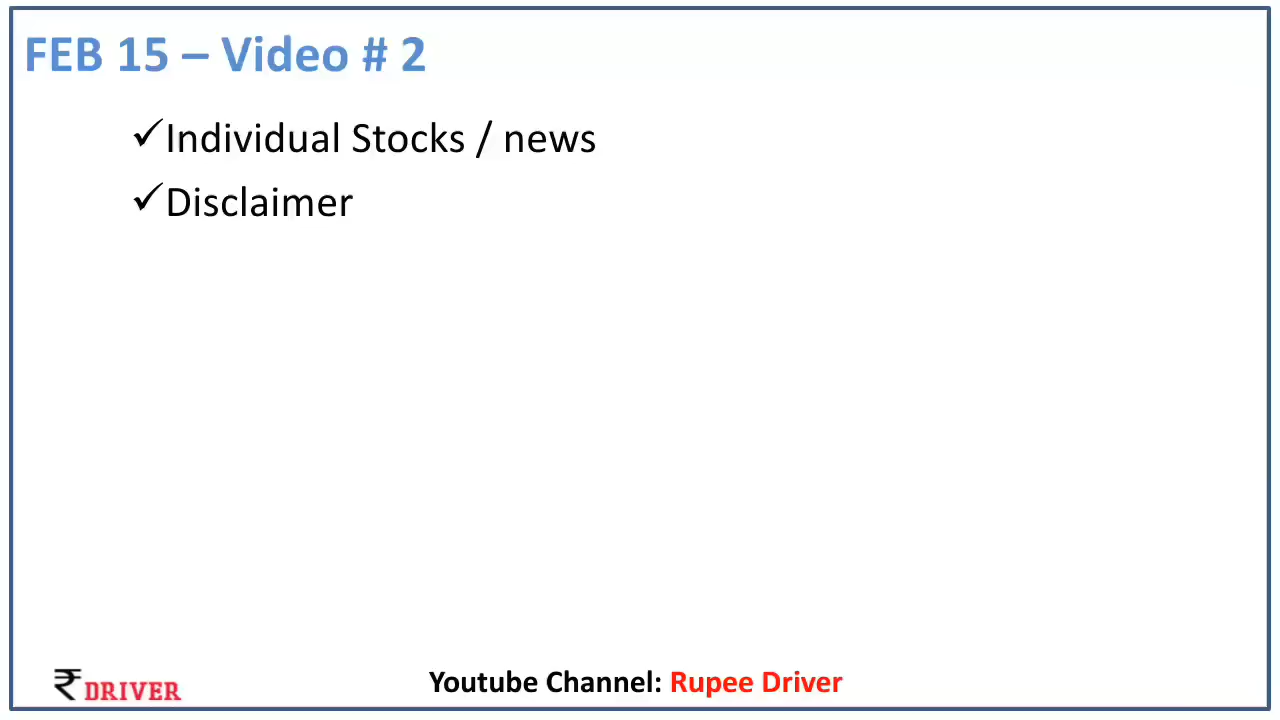 FEB 15 – Video # 2
✓Individual Stocks / news
✓Disclaimer
₹ DRIVER
Youtube Channel: Rupee Driver